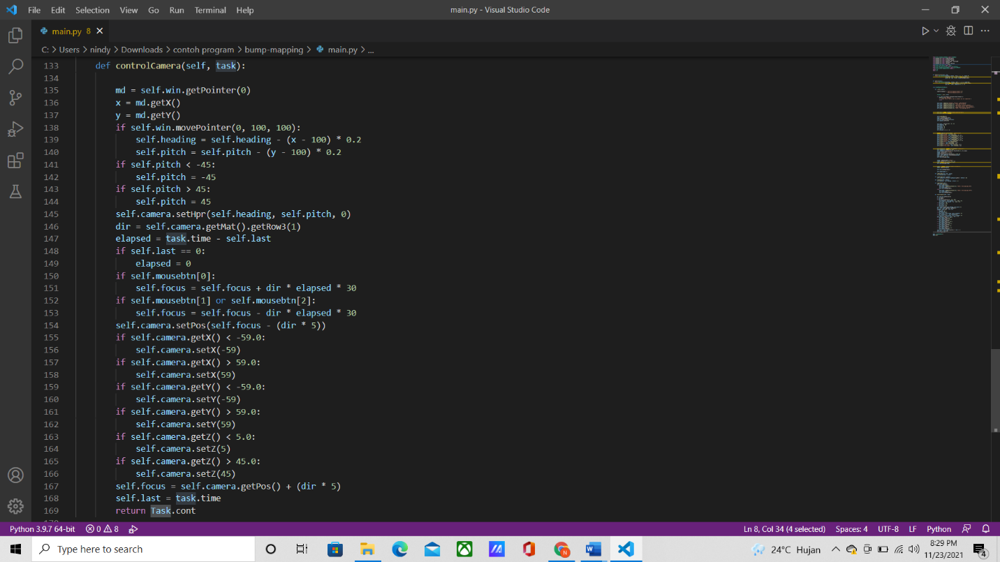 File Edit Selection View Go Run Terminal Help main.py - Visual Studio Code
main.py 8
C: > Users > nindy > Downloads > contoh program > bump-mapping > main.py > ...
133 def controlCamera(self, task):
134
135 md = self.win.getPointer(0)
136 x = md.getX()
137 y = md.getY()
138 if self.win.movePointer(0, 100, 100):
139 self.heading = self.heading - (x - 100) * 0.2
140 self.pitch = self.pitch - (y - 100) * 0.2
141 if self.pitch < -45:
142 self.pitch = -45
143 if self.pitch > 45:
144 self.pitch = 45
145 self.camera.setHpr(self.heading, self.pitch, 0)
146 dir = self.camera.getMat().getRow3(1)
147 elapsed = task.time - self.last
148 if self.last == 0:
149 elapsed = 0
150 if self.mousebtn[0]:
151 self.focus = self.focus + dir * elapsed * 30
152 if self.mousebtn[1] or self.mousebtn[2]:
153 self.focus = self.focus - dir * elapsed * 30
154 self.camera.setPos(self.focus - (dir * 5))
155 if self.camera.getX() < -59.0:
156 self.camera.setX(-59)
157 if self.camera.getX() > 59.0:
158 self.camera.setX(59)
159 if self.camera.getY() < -59.0:
160 self.camera.setY(-59)
161 if self.camera.getY() > 59.0:
162 self.camera.setY(59)
163 if self.camera.getZ() < 5.0:
164 self.camera.setZ(5)
165 if self.camera.getZ() > 45.0:
166 self.camera.setZ(45)
167 self.focus = self.camera.getPos() + (dir * 5)
168 self.last = task.time
169 return Task.cont
Python 3.9.7 64-bit 0 8 Ln 8, Col 34 (4 selected) Spaces: 4 UTF-8 LF Python
Type here to search N 24°C Hujan 8:29 PM
11/23/2021 4